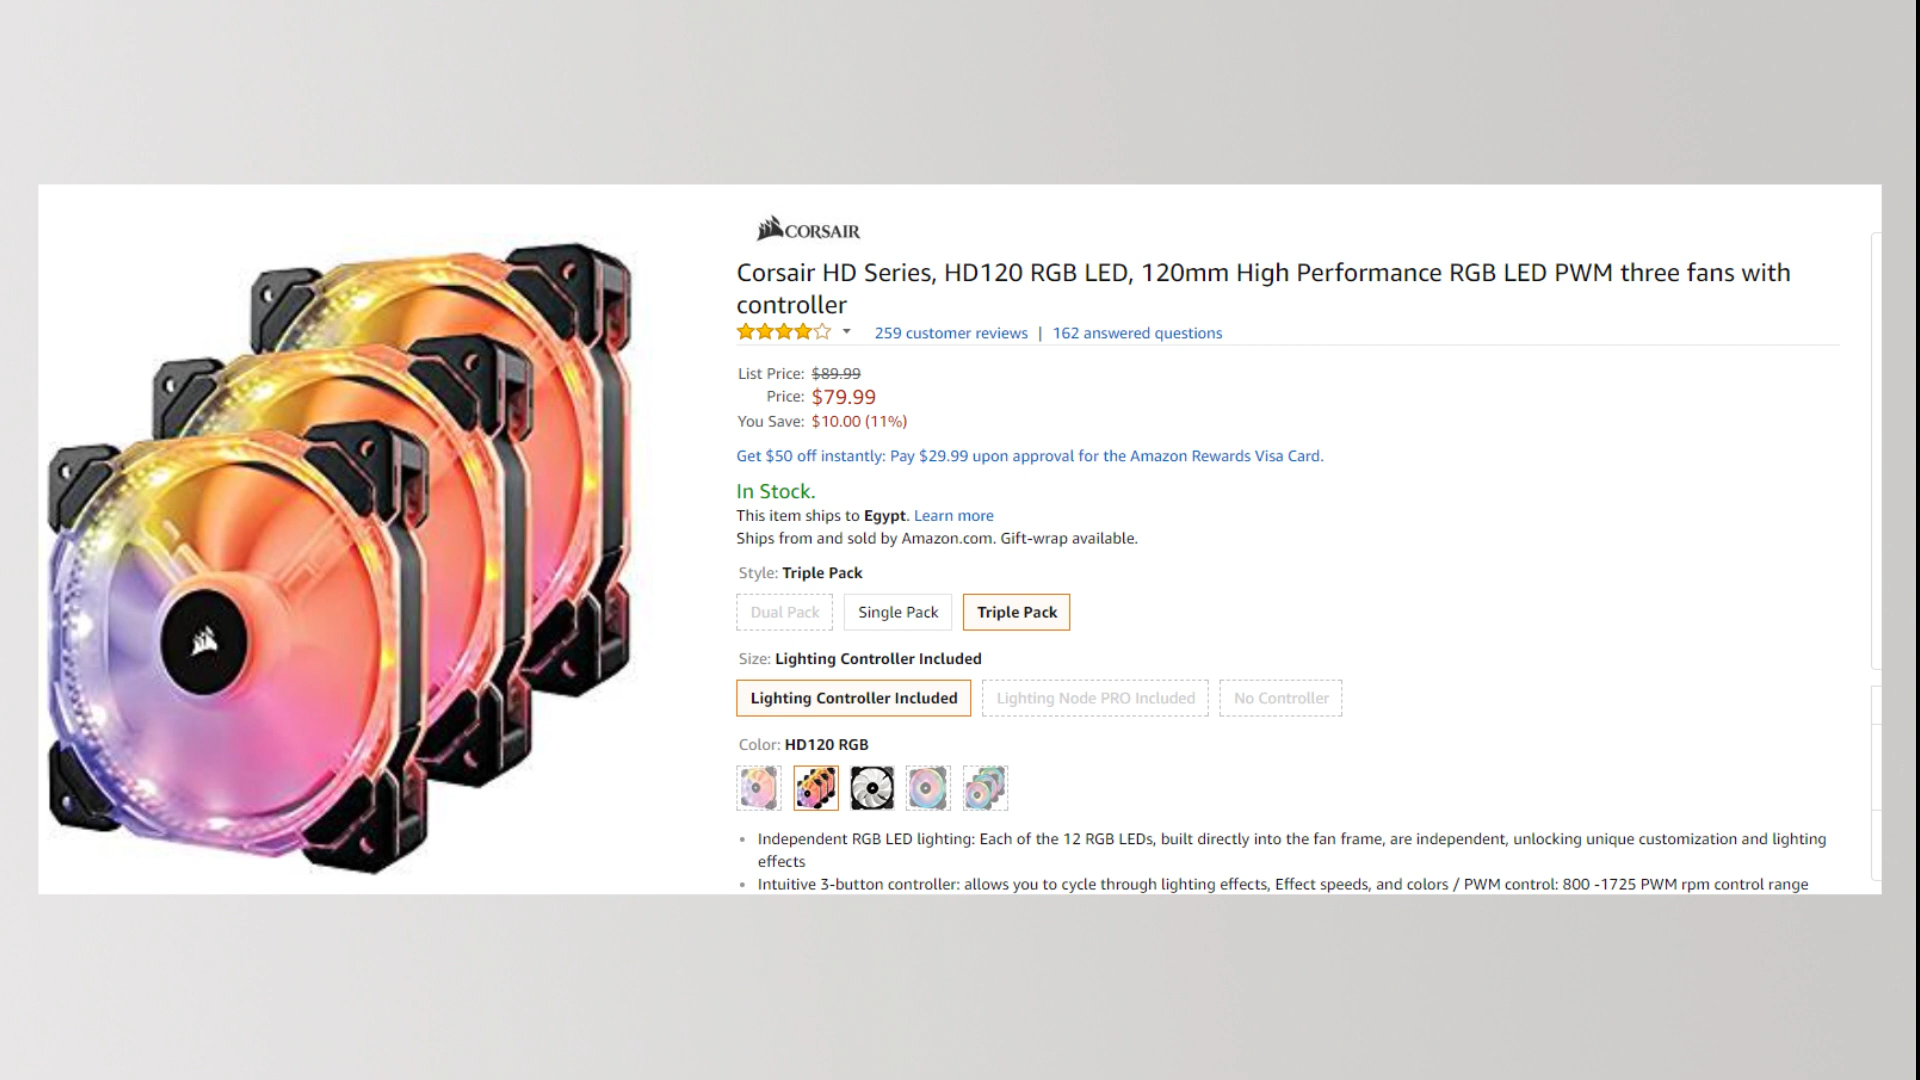 CORSAIR
Corsair HD Series, HD120 RGB LED, 120mm High Performance RGB LED PWM three fans with
controller
259 customer reviews | 162 answered questions
List Price: $89.99
Price: $79.99
You Save: $10.00 (11%)
Get $50 off instantly: Pay $29.99 upon approval for the Amazon Rewards Visa Card.
In Stock.
This item ships to Egypt. Learn more
Ships from and sold by Amazon.com. Gift-wrap available.
Style: Triple Pack
Dual Pack Single Pack Triple Pack
Size: Lighting Controller Included
Lighting Controller Included Lighting Node PRO Included No Controller
Color: HD120 RGB
• Independent RGB LED lighting: Each of the 12 RGB LEDs, built directly into the fan frame, are independent, unlocking unique customization and lighting
effects
• Intuitive 3-button controller: allows you to cycle through lighting effects, Effect speeds, and colors / PWM control: 800 -1725 PWM rpm control range